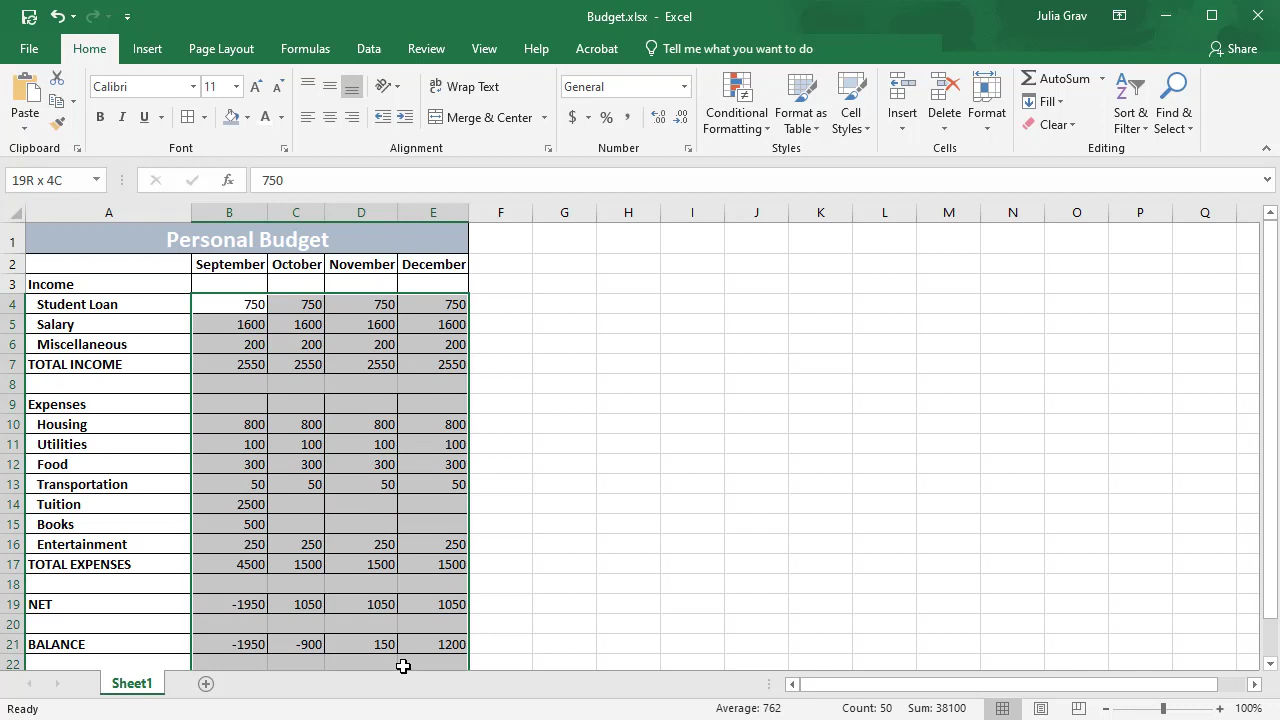 Budget.xlsx - Excel
Julia Grav
File Home Insert Page Layout Formulas Data Review View Help Acrobat Tell me what you want to do Share
Paste
Clipboard
Calibri 11
B I U
Font
Wrap Text
Merge & Center
Alignment
General
$ % ,
Number
Conditional Formatting
Format as Table
Cell Styles
Styles
Insert
Delete
Format
Cells
AutoSum
Fill
Clear
Sort & Filter
Find & Select
Editing
19R x 4C fx 750
A B C D E F G H I J K L M N O P Q
1 Personal Budget
2 September October November December
3 Income
4 Student Loan 750 750 750 750
5 Salary 1600 1600 1600 1600
6 Miscellaneous 200 200 200 200
7 TOTAL INCOME 2550 2550 2550 2550
8
9 Expenses
10 Housing 800 800 800 800
11 Utilities 100 100 100 100
12 Food 300 300 300 300
13 Transportation 50 50 50 50
14 Tuition 2500
15 Books 500
16 Entertainment 250 250 250 250
17 TOTAL EXPENSES 4500 1500 1500 1500
18
19 NET -1950 1050 1050 1050
20
21 BALANCE -1950 -900 150 1200
22
Sheet1
Ready Average: 762 Count: 50 Sum: 38100 100%